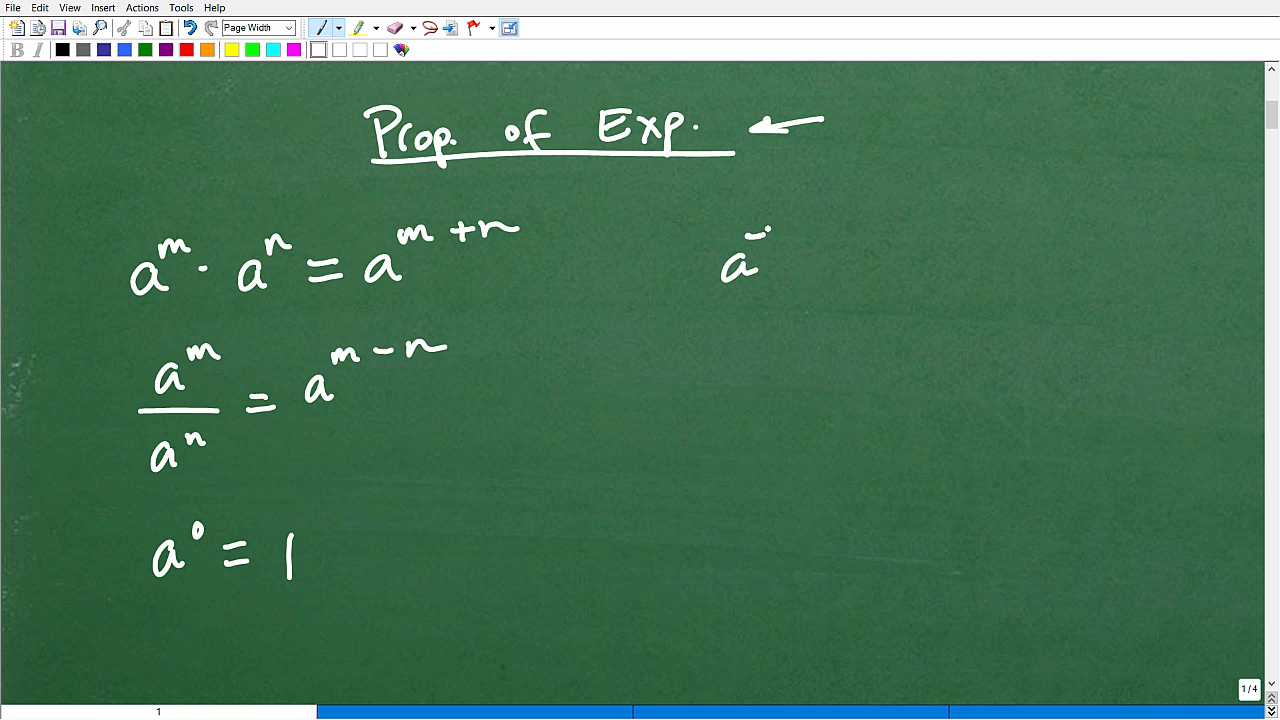 File Edit View Insert Actions Tools Help
Page Width
B I
Prop. of Exp. ←
a^m · a^n = a^(m+n)
a^-
a^m / a^n = a^(m-n)
a^0 = 1
1 / 4
1